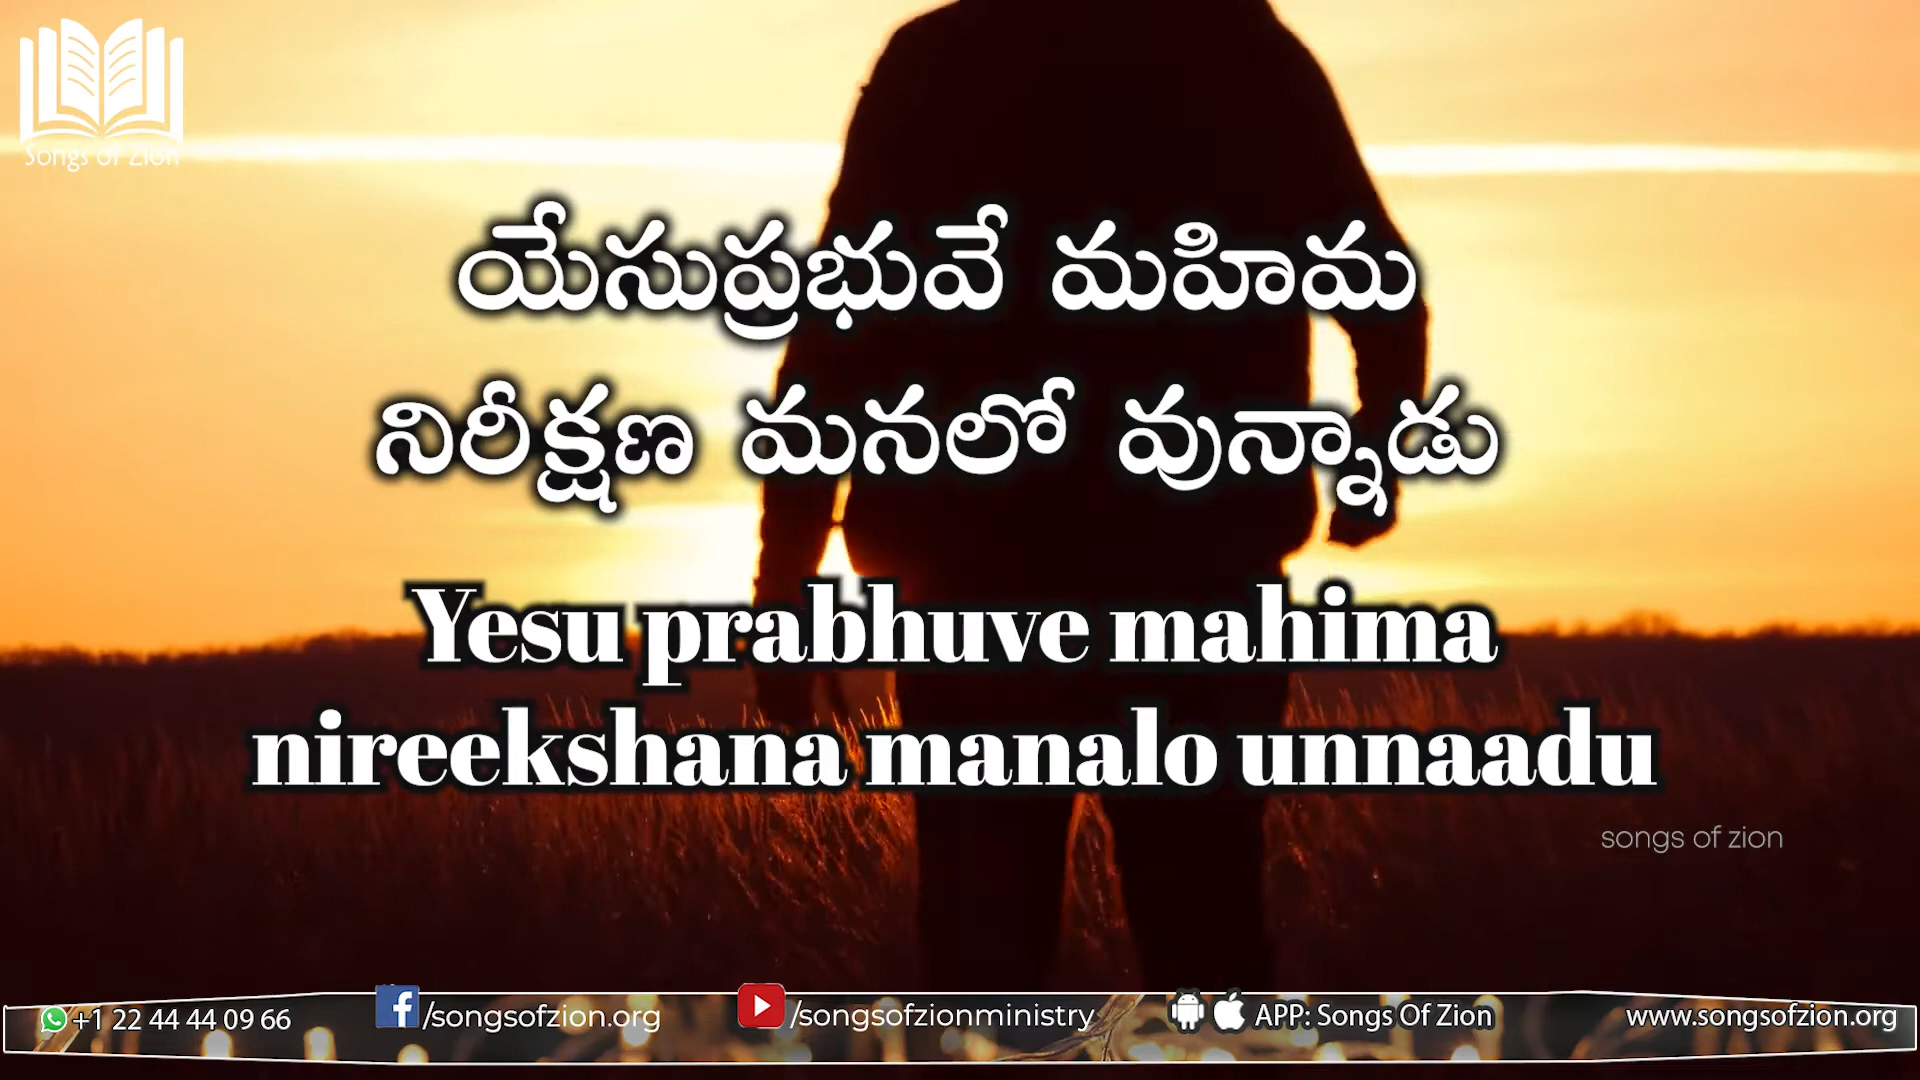 Songs of Zion
యేసుప్రభువే మహిమ
నిరీక్షణ మనలో వున్నాడు
Yesu prabhuve mahima
nireekshana manalo unnaadu
songs of zion
+1 22 44 44 09 66 /songsofzion.org /songsofzionministry APP: Songs Of Zion www.songsofzion.org